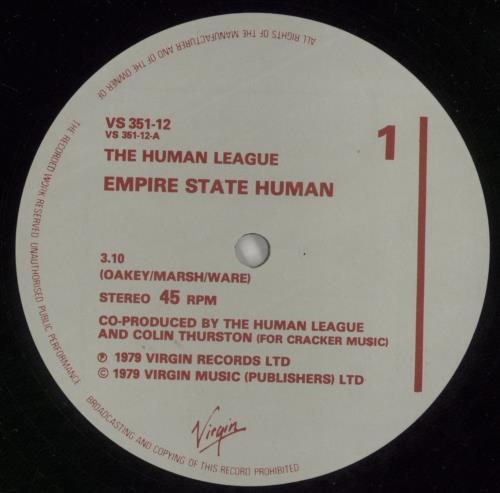 ALL RIGHTS OF THE MANUFACTURER AND OF THE OWNER OF
THE RECORDED WORK RESERVED UNAUTHORISED PUBLIC PERFORMANCE
BROADCASTING AND COPYING OF THIS RECORD PROHIBITED
VS 351-12
VS 351-12-A
1
THE HUMAN LEAGUE
EMPIRE STATE HUMAN
3.10
(OAKEY/MARSH/WARE)
STEREO 45 RPM
CO-PRODUCED BY THE HUMAN LEAGUE
AND COLIN THURSTON (FOR CRACKER MUSIC)
℗ 1979 VIRGIN RECORDS LTD
© 1979 VIRGIN MUSIC (PUBLISHERS) LTD
Virgin